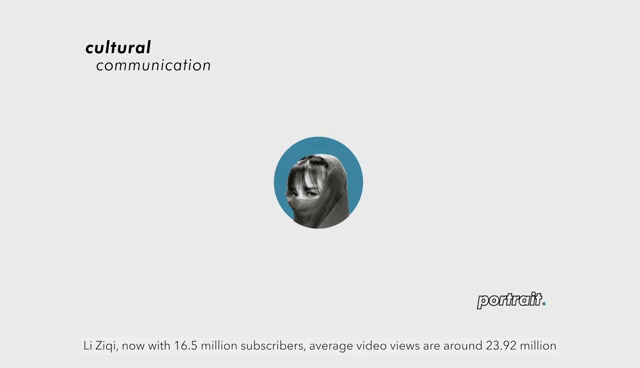 cultural
communication
portrait.
Li Ziqi, now with 16.5 million subscribers, average video views are around 23.92 million